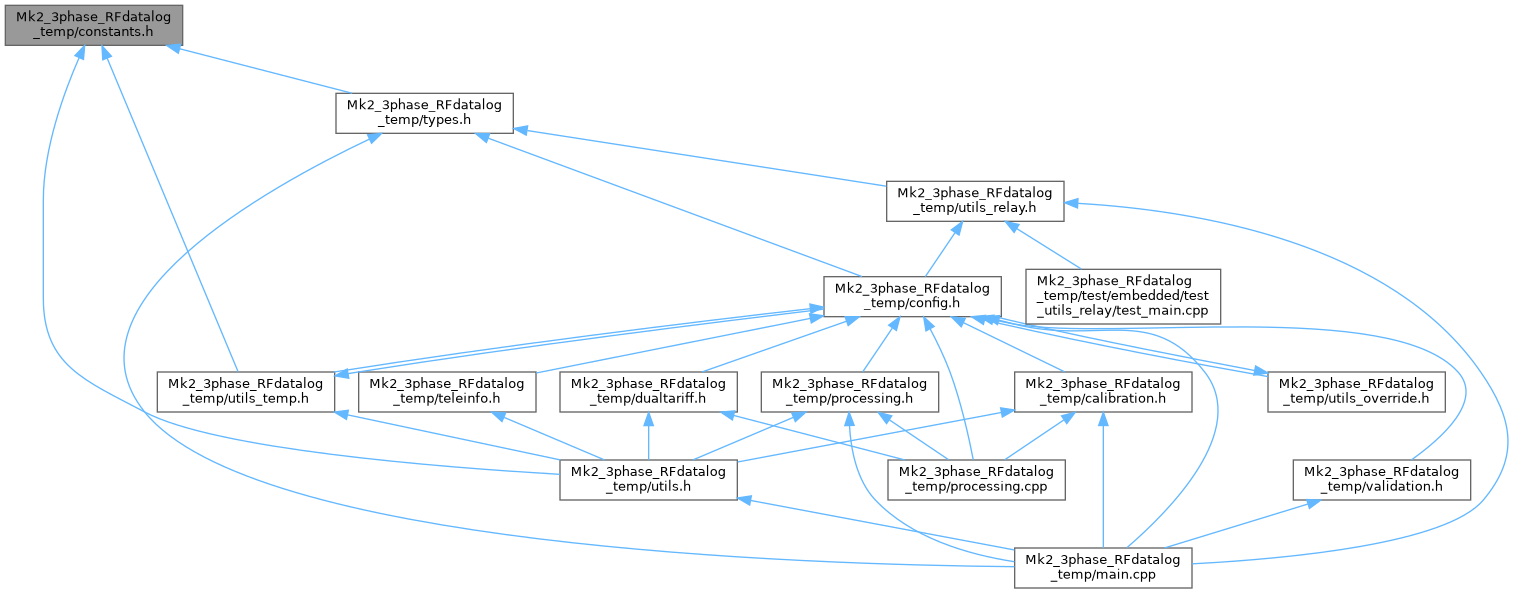 Mk2_3phase_RFdatalog
_temp/constants.h
Mk2_3phase_RFdatalog
_temp/types.h
Mk2_3phase_RFdatalog
_temp/utils_relay.h
Mk2_3phase_RFdatalog
_temp/config.h
Mk2_3phase_RFdatalog
_temp/test/embedded/test
_utils_relay/test_main.cpp
Mk2_3phase_RFdatalog
_temp/utils_temp.h
Mk2_3phase_RFdatalog
_temp/teleinfo.h
Mk2_3phase_RFdatalog
_temp/dualtariff.h
Mk2_3phase_RFdatalog
_temp/processing.h
Mk2_3phase_RFdatalog
_temp/calibration.h
Mk2_3phase_RFdatalog
_temp/utils_override.h
Mk2_3phase_RFdatalog
_temp/utils.h
Mk2_3phase_RFdatalog
_temp/processing.cpp
Mk2_3phase_RFdatalog
_temp/validation.h
Mk2_3phase_RFdatalog
_temp/main.cpp